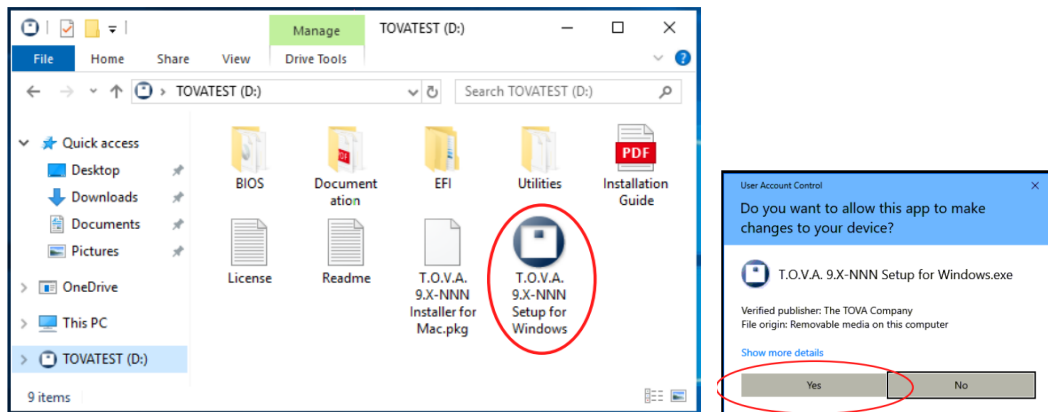 Manage
TOVATEST (D:)
File
Home
Share
View
Drive Tools
TOVATEST (D:)
Search TOVATEST (D:)
Quick access
Desktop
Downloads
Documents
Pictures
OneDrive
This PC
TOVATEST (D:)
BIOS
Document
ation
EFI
Utilities
PDF
Installation
Guide
License
Readme
T.O.V.A.
9.X-NNN
Installer for
Mac.pkg
T.O.V.A.
9.X-NNN
Setup for
Windows
9 items
User Account Control
Do you want to allow this app to make
changes to your device?
T.O.V.A. 9.X-NNN Setup for Windows.exe
Verified publisher: The TOVA Company
File origin: Removable media on this computer
Show more details
Yes
No